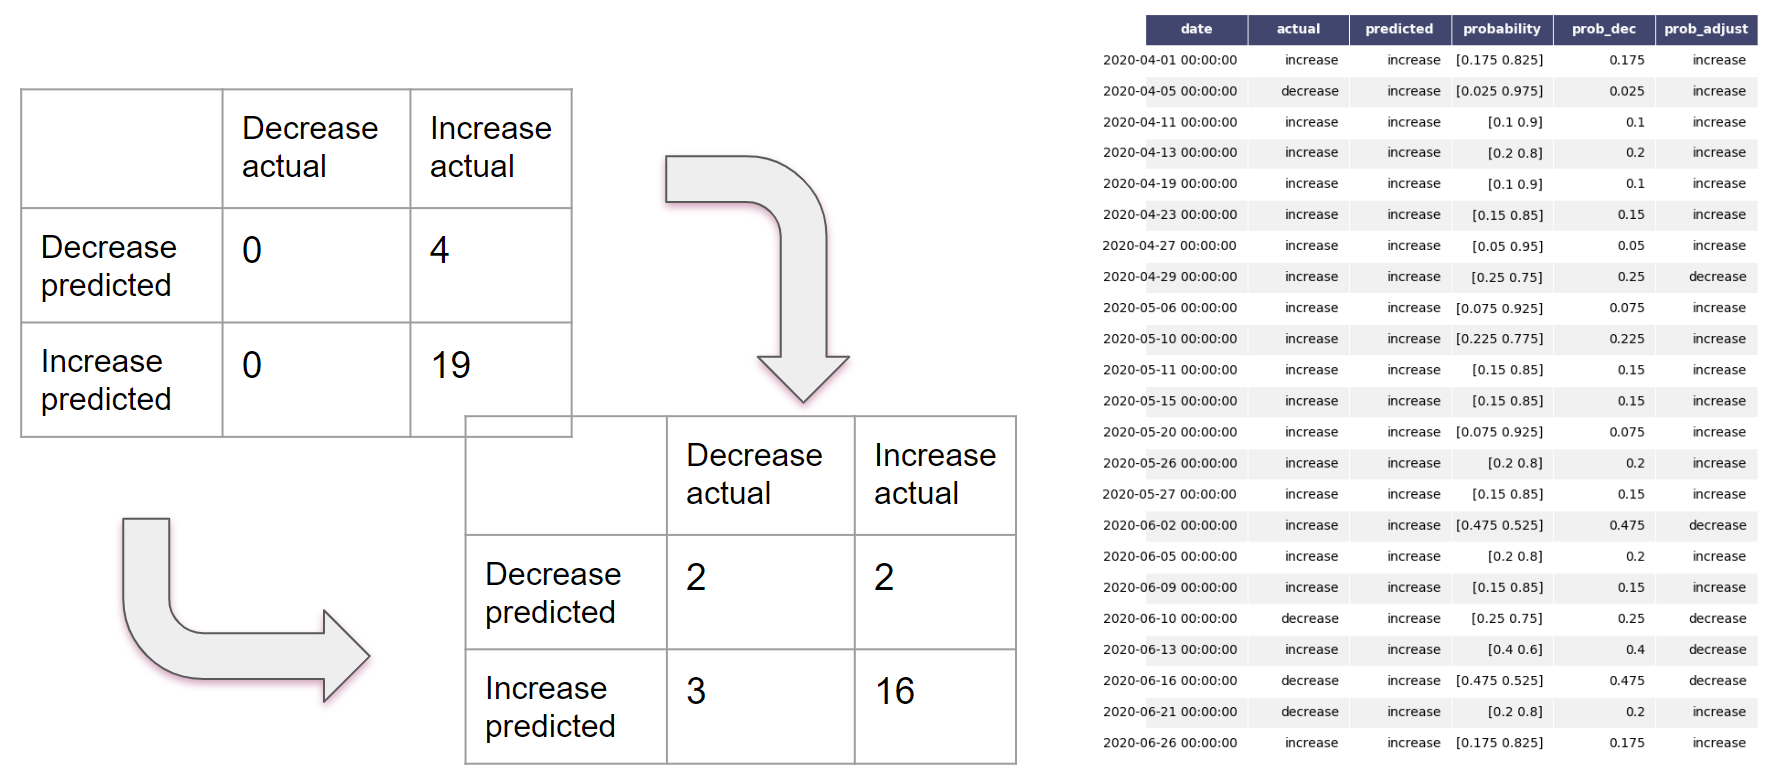 Decrease actual Increase actual
Decrease predicted 0 4
Increase predicted 0 19
Decrease actual Increase actual
Decrease predicted 2 2
Increase predicted 3 16
date actual predicted probability prob_dec prob_adjust
2020-04-01 00:00:00 increase increase [0.175 0.825] 0.175 increase
2020-04-05 00:00:00 decrease increase [0.025 0.975] 0.025 increase
2020-04-11 00:00:00 increase increase [0.1 0.9] 0.1 increase
2020-04-13 00:00:00 increase increase [0.2 0.8] 0.2 increase
2020-04-19 00:00:00 increase increase [0.1 0.9] 0.1 increase
2020-04-23 00:00:00 increase increase [0.15 0.85] 0.15 increase
2020-04-27 00:00:00 increase increase [0.05 0.95] 0.05 increase
2020-04-29 00:00:00 increase increase [0.25 0.75] 0.25 decrease
2020-05-06 00:00:00 increase increase [0.075 0.925] 0.075 increase
2020-05-10 00:00:00 increase increase [0.225 0.775] 0.225 increase
2020-05-11 00:00:00 increase increase [0.15 0.85] 0.15 increase
2020-05-15 00:00:00 increase increase [0.15 0.85] 0.15 increase
2020-05-20 00:00:00 increase increase [0.075 0.925] 0.075 increase
2020-05-26 00:00:00 increase increase [0.2 0.8] 0.2 increase
2020-05-27 00:00:00 increase increase [0.15 0.85] 0.15 increase
2020-06-02 00:00:00 increase increase [0.475 0.525] 0.475 decrease
2020-06-05 00:00:00 increase increase [0.2 0.8] 0.2 increase
2020-06-09 00:00:00 increase increase [0.15 0.85] 0.15 increase
2020-06-10 00:00:00 decrease increase [0.25 0.75] 0.25 decrease
2020-06-13 00:00:00 increase increase [0.4 0.6] 0.4 decrease
2020-06-16 00:00:00 decrease increase [0.475 0.525] 0.475 decrease
2020-06-21 00:00:00 decrease increase [0.2 0.8] 0.2 increase
2020-06-26 00:00:00 increase increase [0.175 0.825] 0.175 increase